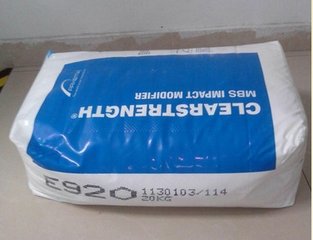 CLEARSTRENGTH®
MBS IMPACT MODIFIER
E920
1130103/114
20KG